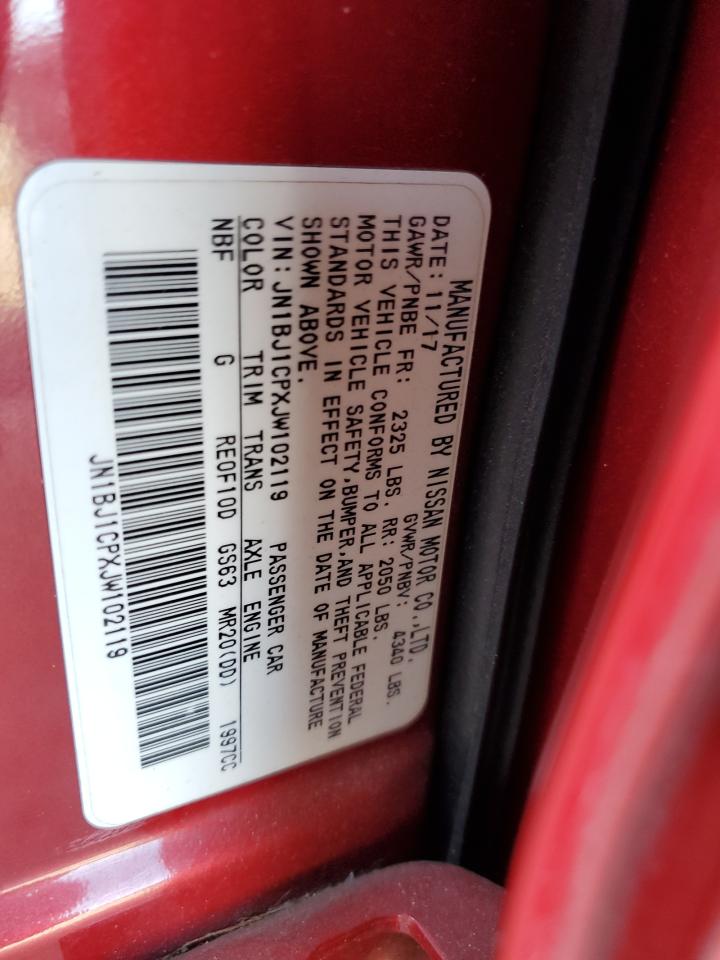 MANUFACTURED BY NISSAN MOTOR CO.,LTD.
DATE: 11/17 GVWR/PNBV: 4340 LBS.
GAWR/PNBE FR: 2325 LBS. RR: 2050 LBS.
THIS VEHICLE CONFORMS TO ALL APPLICABLE FEDERAL
MOTOR VEHICLE SAFETY,BUMPER,AND THEFT PREVENTION
STANDARDS IN EFFECT ON THE DATE OF MANUFACTURE
SHOWN ABOVE.
VIN:JN1BJ1CPXJW102119 PASSENGER CAR
COLOR TRIM TRANS AXLE ENGINE
NBF G RE0F10D GS63 MR20(DD) 1997CC
JN1BJ1CPXJW102119